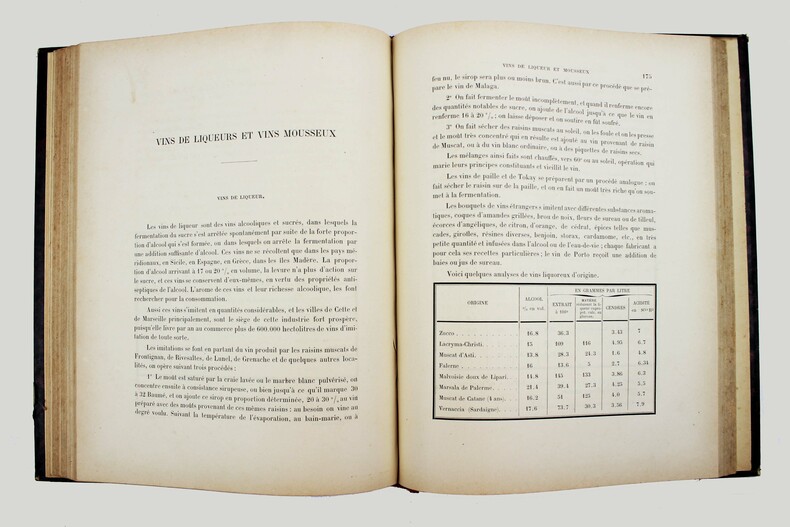 VINS DE LIQUEURS ET VINS MOUSSEUX
VINS DE LIQUEUR.
Les vins de liqueur sont des vins alcooliques et sucrés, dans lesquels la
fermentation du sucre s'est arrêtée spontanément par suite de la forte propor-
tion d'alcool qui s'est formée, ou dans lesquels on arrête la fermentation par
une addition suffisante d'alcool. Ces vins ne se récoltent que dans les pays mé-
ridionaux, en Sicile, en Espagne, en Grèce, dans les îles Madère. La propor-
tion d'alcool arrivant à 17 ou 20 °/o en volume, la levure n'a plus d'action sur
le sucre, et ces vins se conservent d'eux-mêmes, en vertu des propriétés anti-
septiques de l'alcool. L'arome de ces vins et leur richesse alcoolique, les font
rechercher pour la consommation.
Aussi ces vins s'imitent en quantités considérables, et les villes de Cette et
de Marseille principalement, sont le siège de cette industrie fort prospère,
puisqu'elle livre par an au commerce plus de 600.000 hectolitres de vins d'imi-
tation de toute sorte.
Les imitations se font en partant du vin produit par les raisins muscats de
Frontignan, de Rivesaltes, de Lunel, de Grenache et de quelques autres loca-
lités, on opère suivant trois procédés :
1° Le moût est saturé par la craie lavée ou le marbre blanc pulvérisé, on
concentre ensuite à consistance sirupeuse, ou bien jusqu'à ce qu'il marque 30
à 32 Baumé, et on ajoute ce sirop en proportion déterminée, 20 à 30 °/o au vin
préparé avec des moûts provenant de ces mêmes raisins : au besoin on vine au
degré voulu. Suivant la température de l'évaporation, au bain-marie, ou à
VINS DE LIQUEUR ET MOUSSEUX 175
feu nu, le sirop sera plus ou moins brun. C'est aussi par ce procédé que se pré-
pare le vin de Malaga.
2° On fait fermenter le moût incomplètement, et quand il renferme encore
des quantités notables de sucre, on ajoute de l'alcool jusqu'à ce que le vin en
renferme 16 à 20 °/o ; on laisse déposer et on soutire en fût soufré.
3° On fait sécher des raisins muscats au soleil, on les foule et on les presse
et le moût très concentré qui en résulte est ajouté au vin provenant de raisin
de Muscat, ou à du vin blanc ordinaire, ou à des piquettes de raisins secs.
Les mélanges ainsi faits sont chauffés, vers 60° ou au soleil, opération qui
marie leurs principes constituants et vieillit le vin.
Les vins de paille et de Tokay se préparent par un procédé analogue ; on
fait sécher le raisin sur de la paille, et on en fait un moût très riche qu'on sou-
met à la fermentation.
Les bouquets de vins étrangers s'imitent avec différentes substances aroma-
tiques, coques d'amandes grillées, brou de noix, fleurs de sureau ou de tilleul,
écorces d'angéliques, de citron, d'orange, de cédrat, épices telles que mus-
cades, girofles, résines diverses, benjoin, storax, cardamome, etc., en très
petite quantité et infusées dans l'alcool ou de l'eau-de-vie ; chaque fabricant a
pour cela ses recettes particulières ; le vin de Porto reçoit une addition de
baies ou jus de sureau.
Voici quelques analyses de vins liquoreux d'origine.
EN GRAMMES PAR LITRE
ORIGINE ALCOOL % en vol. EXTRAIT à 100° MATIÈRE CENDRES ACIDITÉ
Zucco 16.8 36.3 3.43 7
Lacryma-Christi. 15 109 116 4.95 6.7
Muscat d'Asti. 13.8 28.3 24.3 1.6 4.8
Falerne 16 13.6 5 2.7 6.34
Malvoisie doux de Lipari. 14.8 145 133 3.86 6.3
Marsala de Palerme. 21.4 39.4 27.3 4.25 5.5
Muscat de Catane (4 ans). 16.2 31 125 4.0 5.7
Vernaccia (Sardaigne). 17.6 73.7 50.3 3.56 7.9